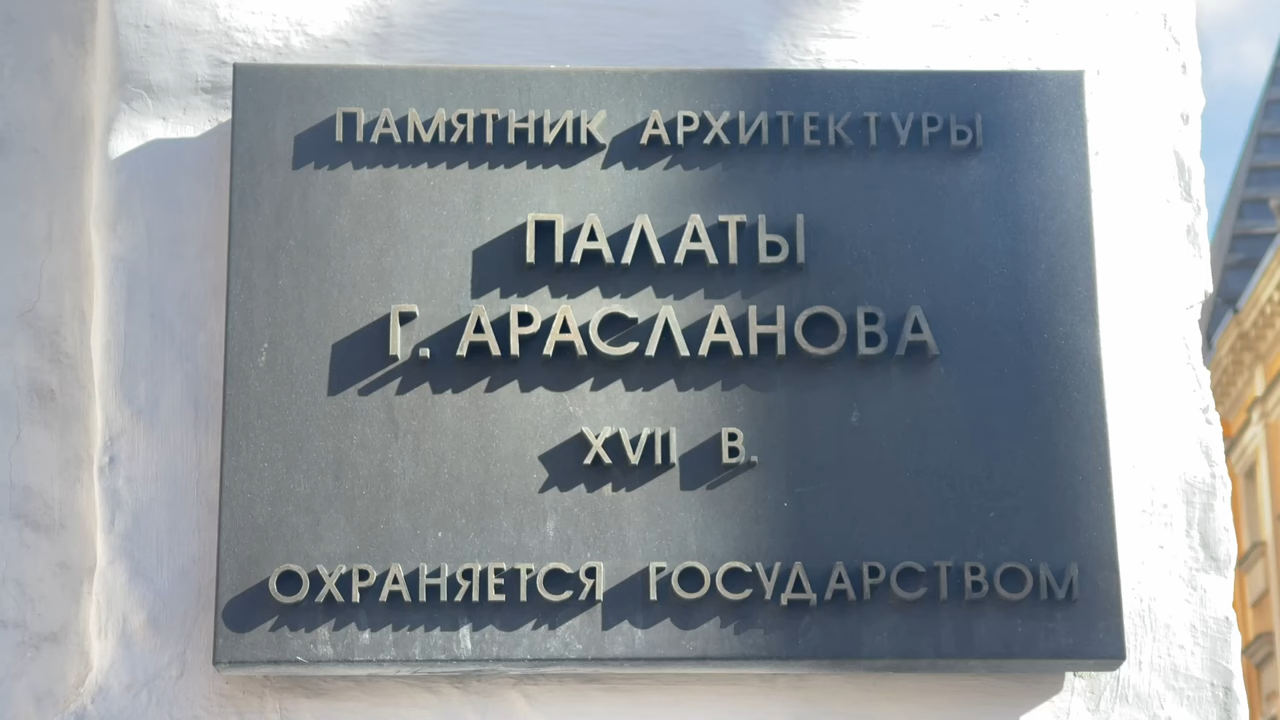 ПАМЯТНИК АРХИТЕКТУРЫ
ПАЛАТЫ
Г. АРАСЛАНОВА
XVII В.
ОХРАНЯЕТСЯ ГОСУДАРСТВОМ